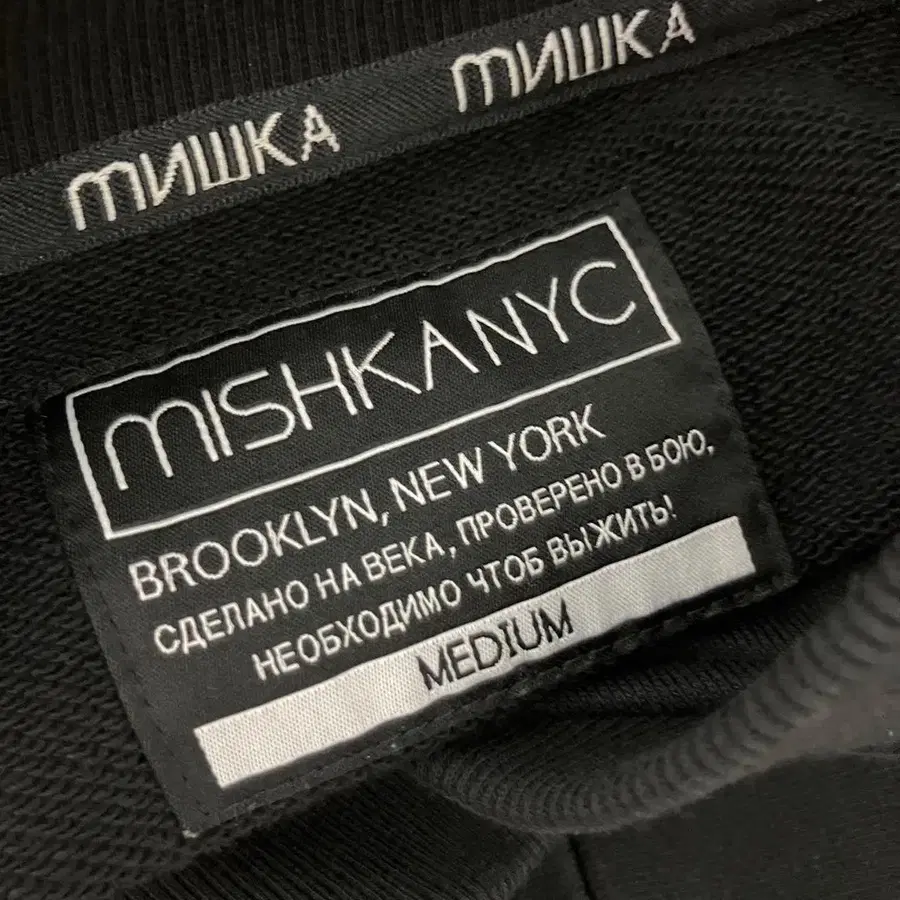 МИШКА МИШКА
MISHKANYC
BROOKLYN, NEW YORK
СДЕЛАНО НА ВЕКА, ПРОВЕРЕНО В БОЮ,
НЕОБХОДИМО ЧТОБ ВЫЖИТЬ!
MEDIUM